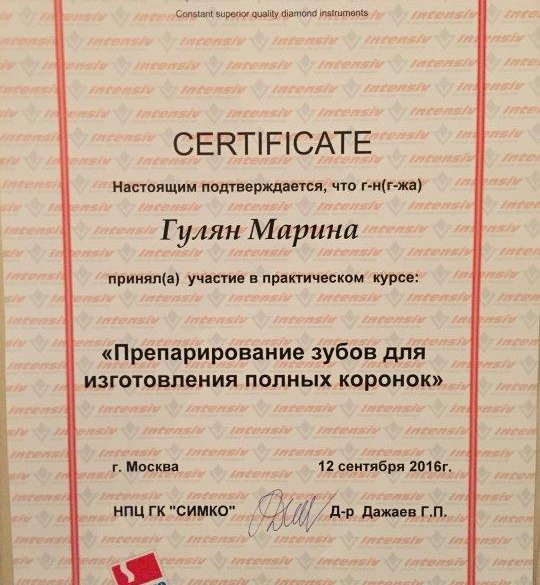 Constant superior quality diamond instruments
CERTIFICATE
Настоящим подтверждается, что г-н(г-жа)
Гулян Марина
принял(а) участие в практическом курсе:
«Препарирование зубов для
изготовления полных коронок»
г. Москва 12 сентября 2016г.
НПЦ ГК "СИМКО" Д-р Дажаев Г.П.